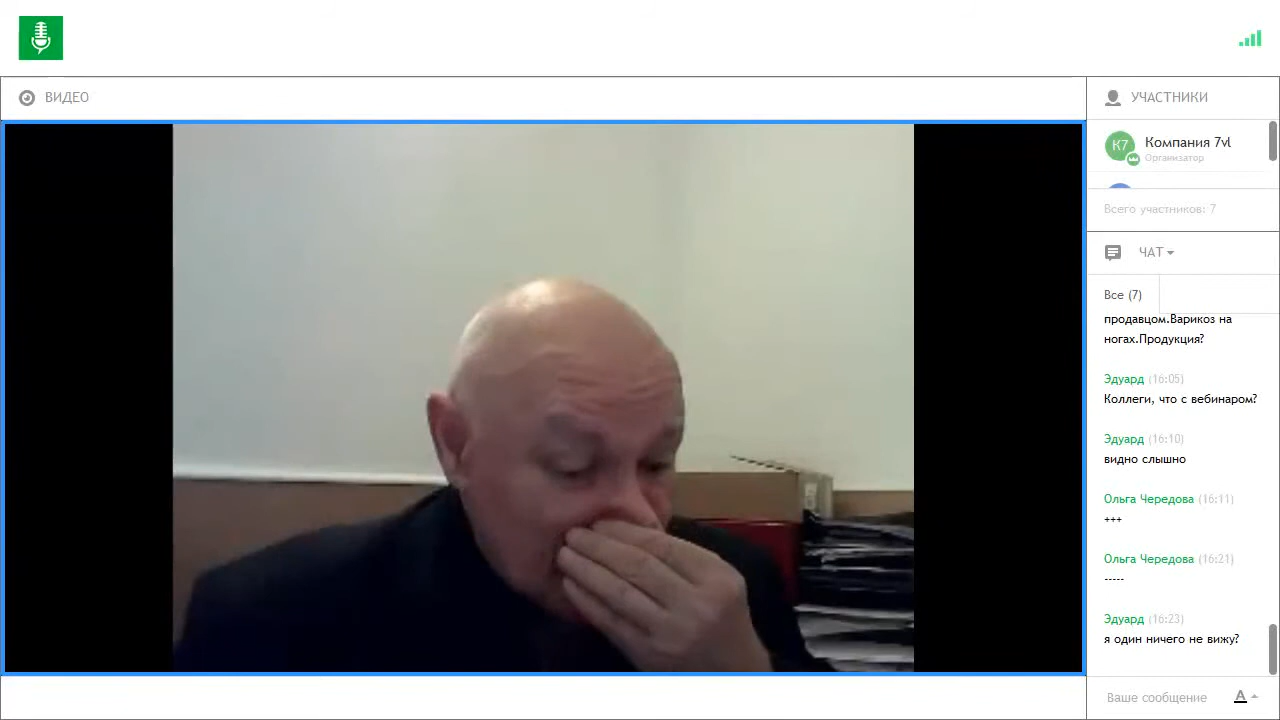 ВИДЕО
УЧАСТНИКИ
К7
Компания 7vl
Организатор
Всего участников: 7
ЧАТ
Все (7)
продавцом.Варикоз на
ногах.Продукция?
Эдуард (16:05)
Коллеги, что с вебинаром?
Эдуард (16:10)
видно слышно
Ольга Чередова (16:11)
+++
Ольга Чередова (16:21)
-----
Эдуард (16:23)
я один ничего не вижу?
Ваше сообщение
А